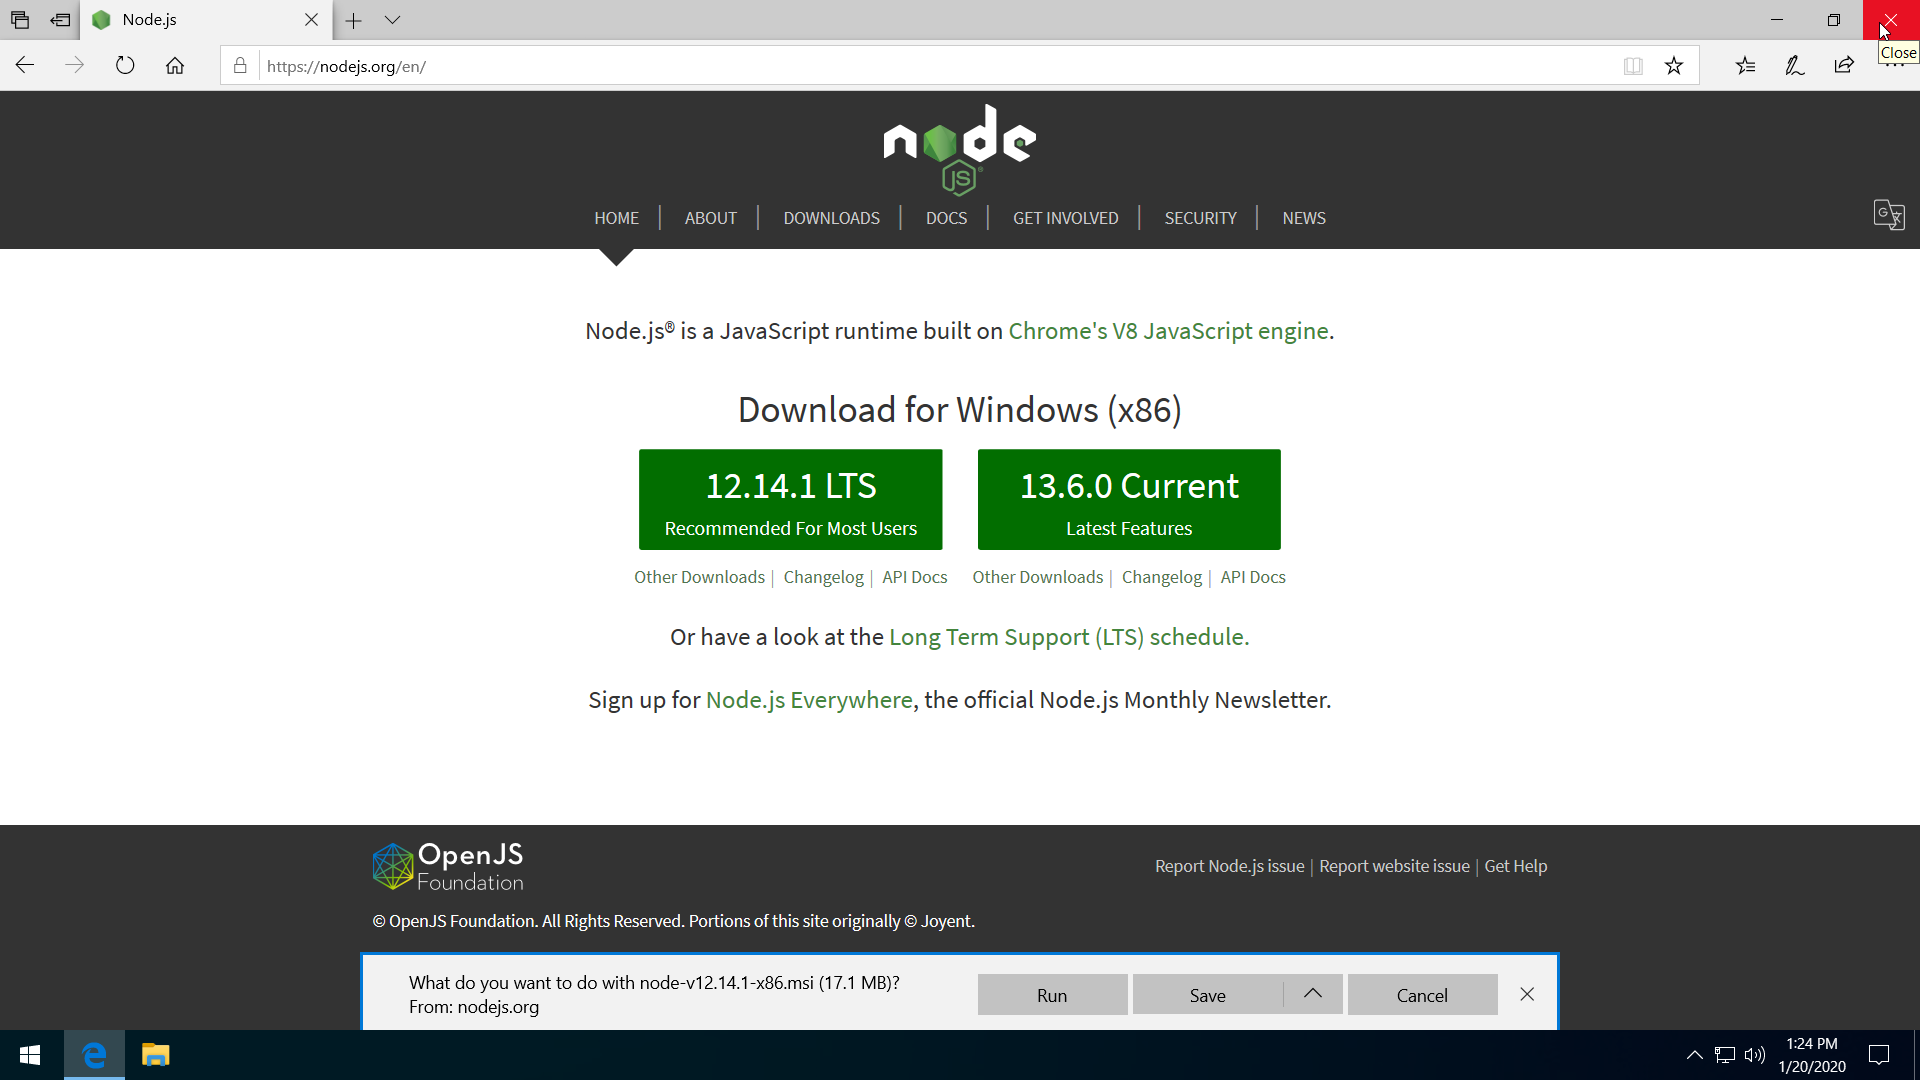 Node.js
Close
https://nodejs.org/en/
node
JS
HOME | ABOUT | DOWNLOADS | DOCS | GET INVOLVED | SECURITY | NEWS
Node.js® is a JavaScript runtime built on Chrome's V8 JavaScript engine.
Download for Windows (x86)
12.14.1 LTS
Recommended For Most Users
13.6.0 Current
Latest Features
Other Downloads | Changelog | API Docs
Other Downloads | Changelog | API Docs
Or have a look at the Long Term Support (LTS) schedule.
Sign up for Node.js Everywhere, the official Node.js Monthly Newsletter.
OpenJS
Foundation
Report Node.js issue | Report website issue | Get Help
© OpenJS Foundation. All Rights Reserved. Portions of this site originally © Joyent.
What do you want to do with node-v12.14.1-x86.msi (17.1 MB)?
From: nodejs.org
Run
Save
Cancel
1:24 PM
1/20/2020